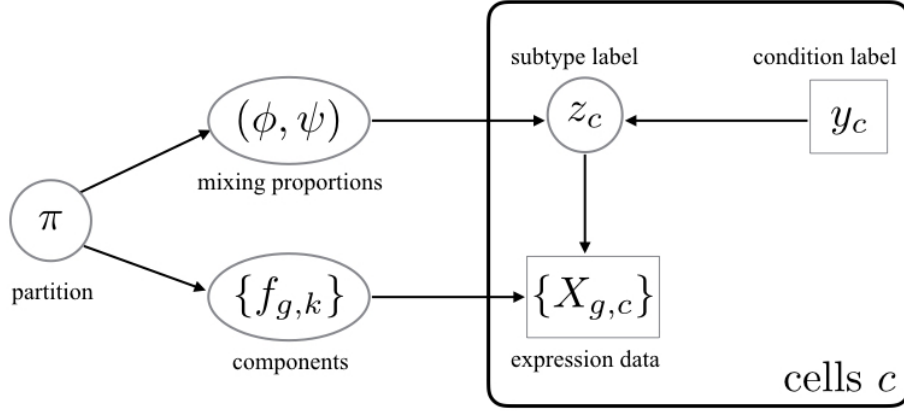 subtype label
condition label
(ϕ, ψ)
z_c
y_c
mixing proportions
π
partition
{f_{g,k}}
{X_{g,c}}
components
expression data
cells c